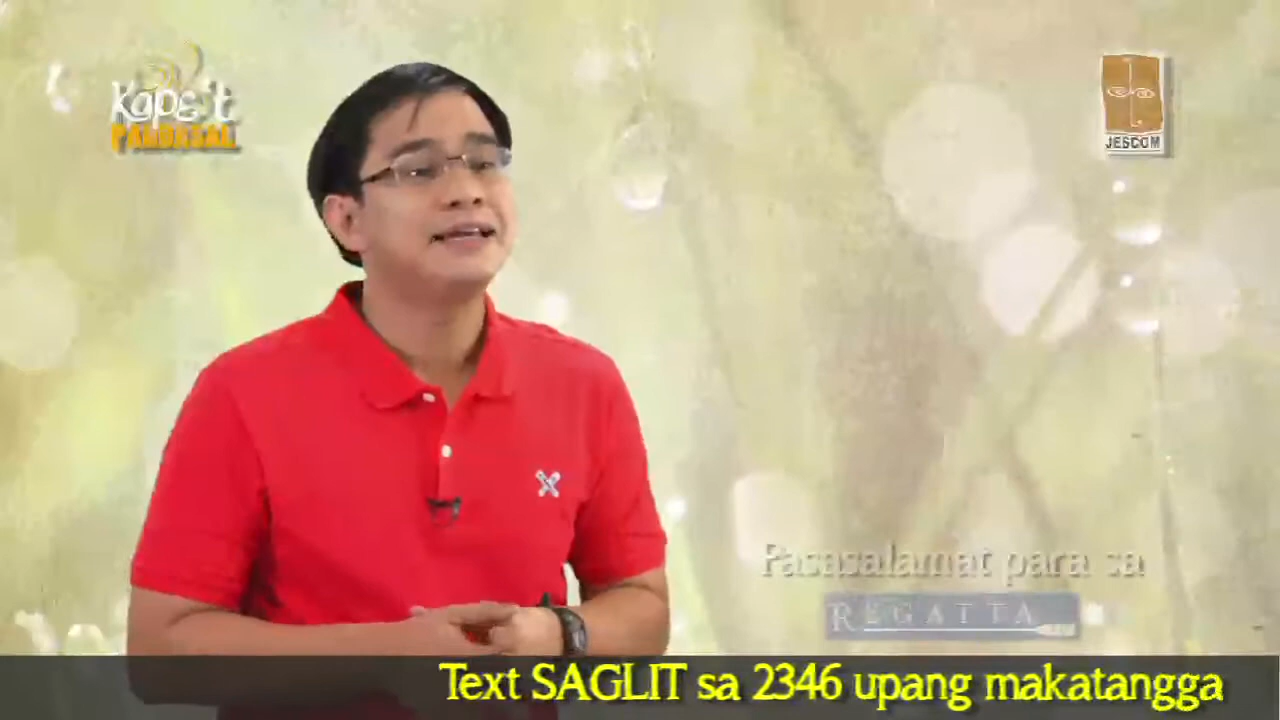 Kape't
PANDASAL
JESCOM
Pasasalamat para sa
REGATTA
Text SAGLIT sa 2346 upang makatangga